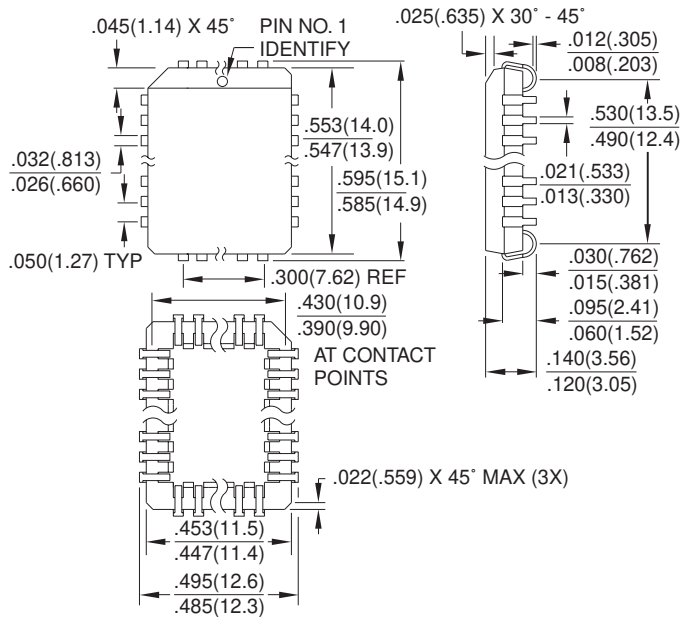 .045(1.14) X 45°
PIN NO. 1
IDENTIFY
.025(.635) X 30° - 45°
.012(.305)
.008(.203)
.553(14.0)
.547(13.9)
.595(15.1)
.585(14.9)
.530(13.5)
.490(12.4)
.032(.813)
.026(.660)
.021(.533)
.013(.330)
.050(1.27) TYP
.300(7.62) REF
.030(.762)
.015(.381)
.430(10.9)
.390(9.90)
AT CONTACT
POINTS
.095(2.41)
.060(1.52)
.140(3.56)
.120(3.05)
.022(.559) X 45° MAX (3X)
.453(11.5)
.447(11.4)
.495(12.6)
.485(12.3)